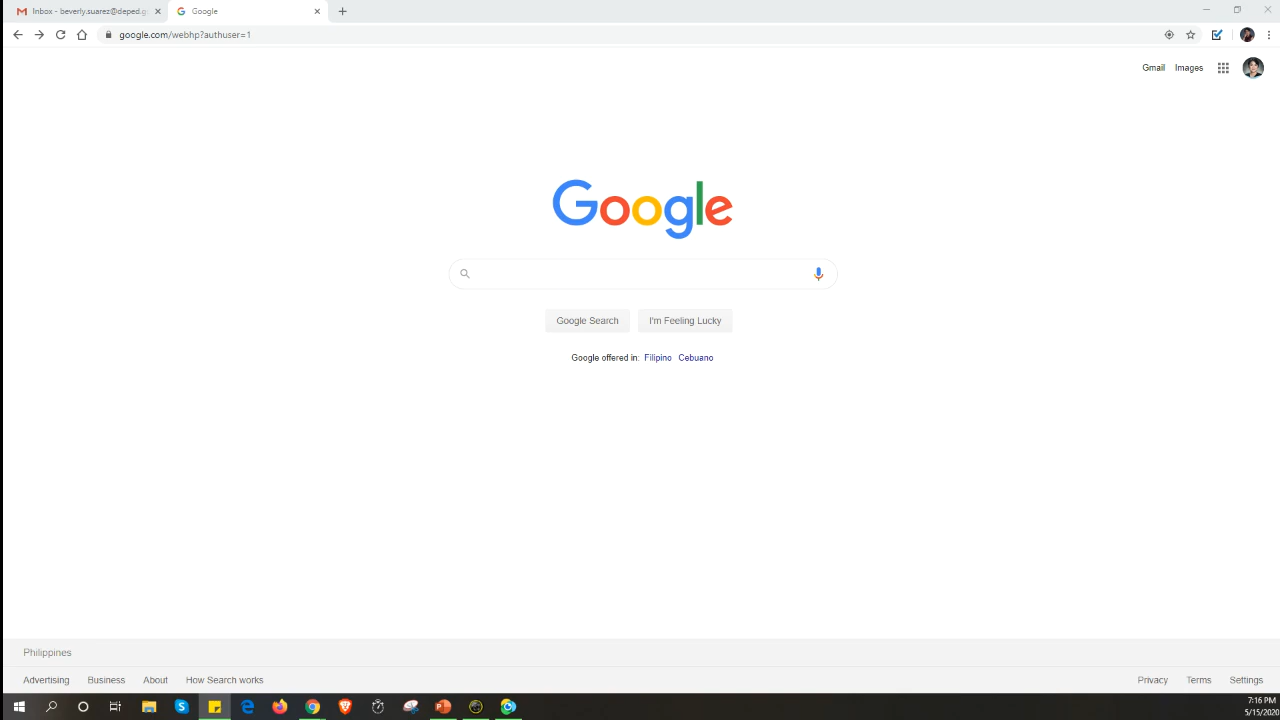 Inbox - beverly.suarez@deped.g
Google
google.com/webhp?authuser=1
Gmail Images
Google
Google Search I'm Feeling Lucky
Google offered in: Filipino Cebuano
Philippines
Advertising Business About How Search works Privacy Terms Settings
7:16 PM
5/15/2020